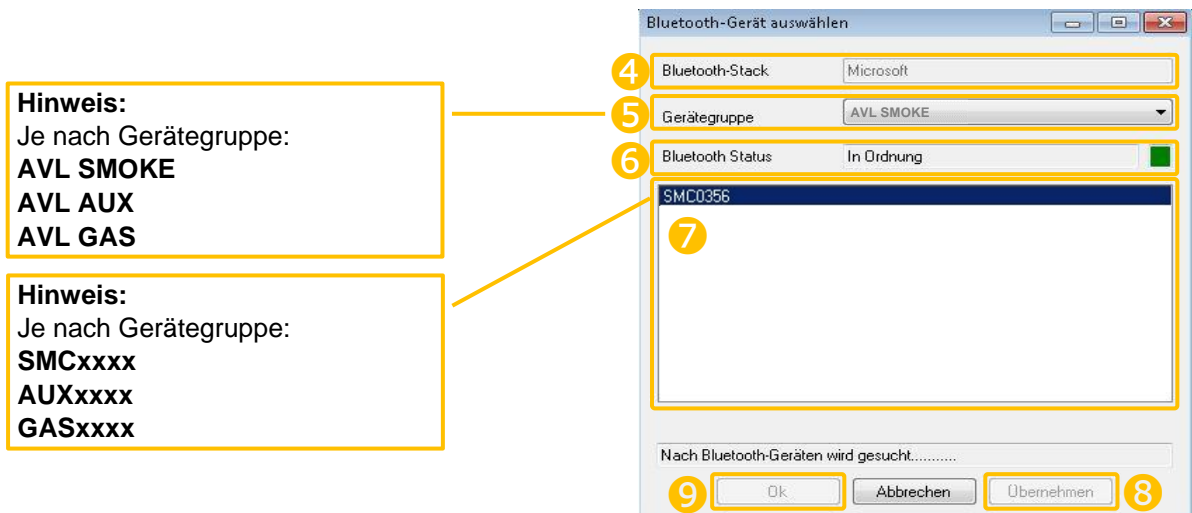 Hinweis:
Je nach Gerätegruppe:
AVL SMOKE
AVL AUX
AVL GAS
Hinweis:
Je nach Gerätegruppe:
SMCxxxx
AUXxxxx
GASxxxx
Bluetooth-Gerät auswählen
4 Bluetooth-Stack Microsoft
5 Gerätegruppe AVL SMOKE
6 Bluetooth Status In Ordnung
SMC0356
7
Nach Bluetooth-Geräten wird gesucht...........
9 Ok Abbrechen Übernehmen 8